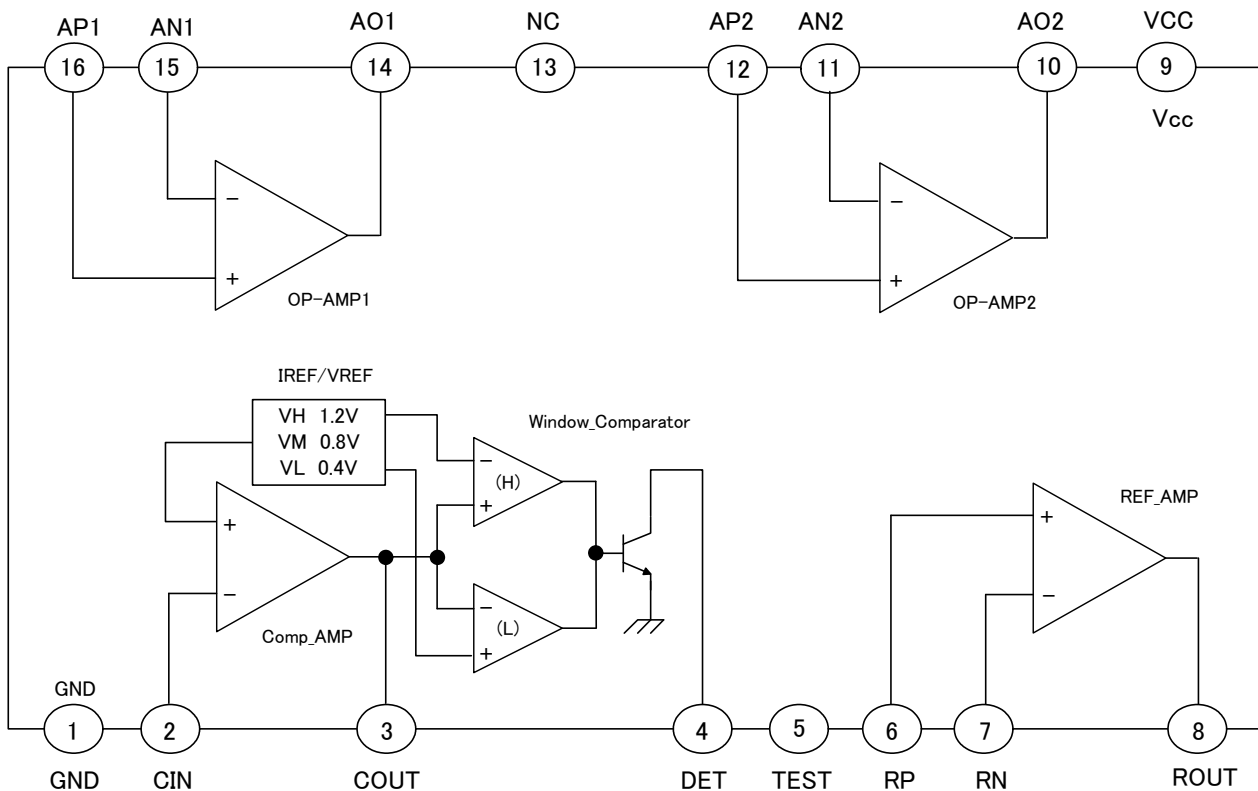 AP1 AN1 AO1 NC AP2 AN2 AO2 VCC
16 15 14 13 12 11 10 9
Vcc
−
+
OP-AMP1
−
+
OP-AMP2
IREF/VREF
VH 1.2V
VM 0.8V
VL 0.4V
Window_Comparator
−
(H)
+
+
−
Comp_AMP
−
(L)
+
REF_AMP
+
−
GND
1 2 3 4 5 6 7 8
GND CIN COUT DET TEST RP RN ROUT